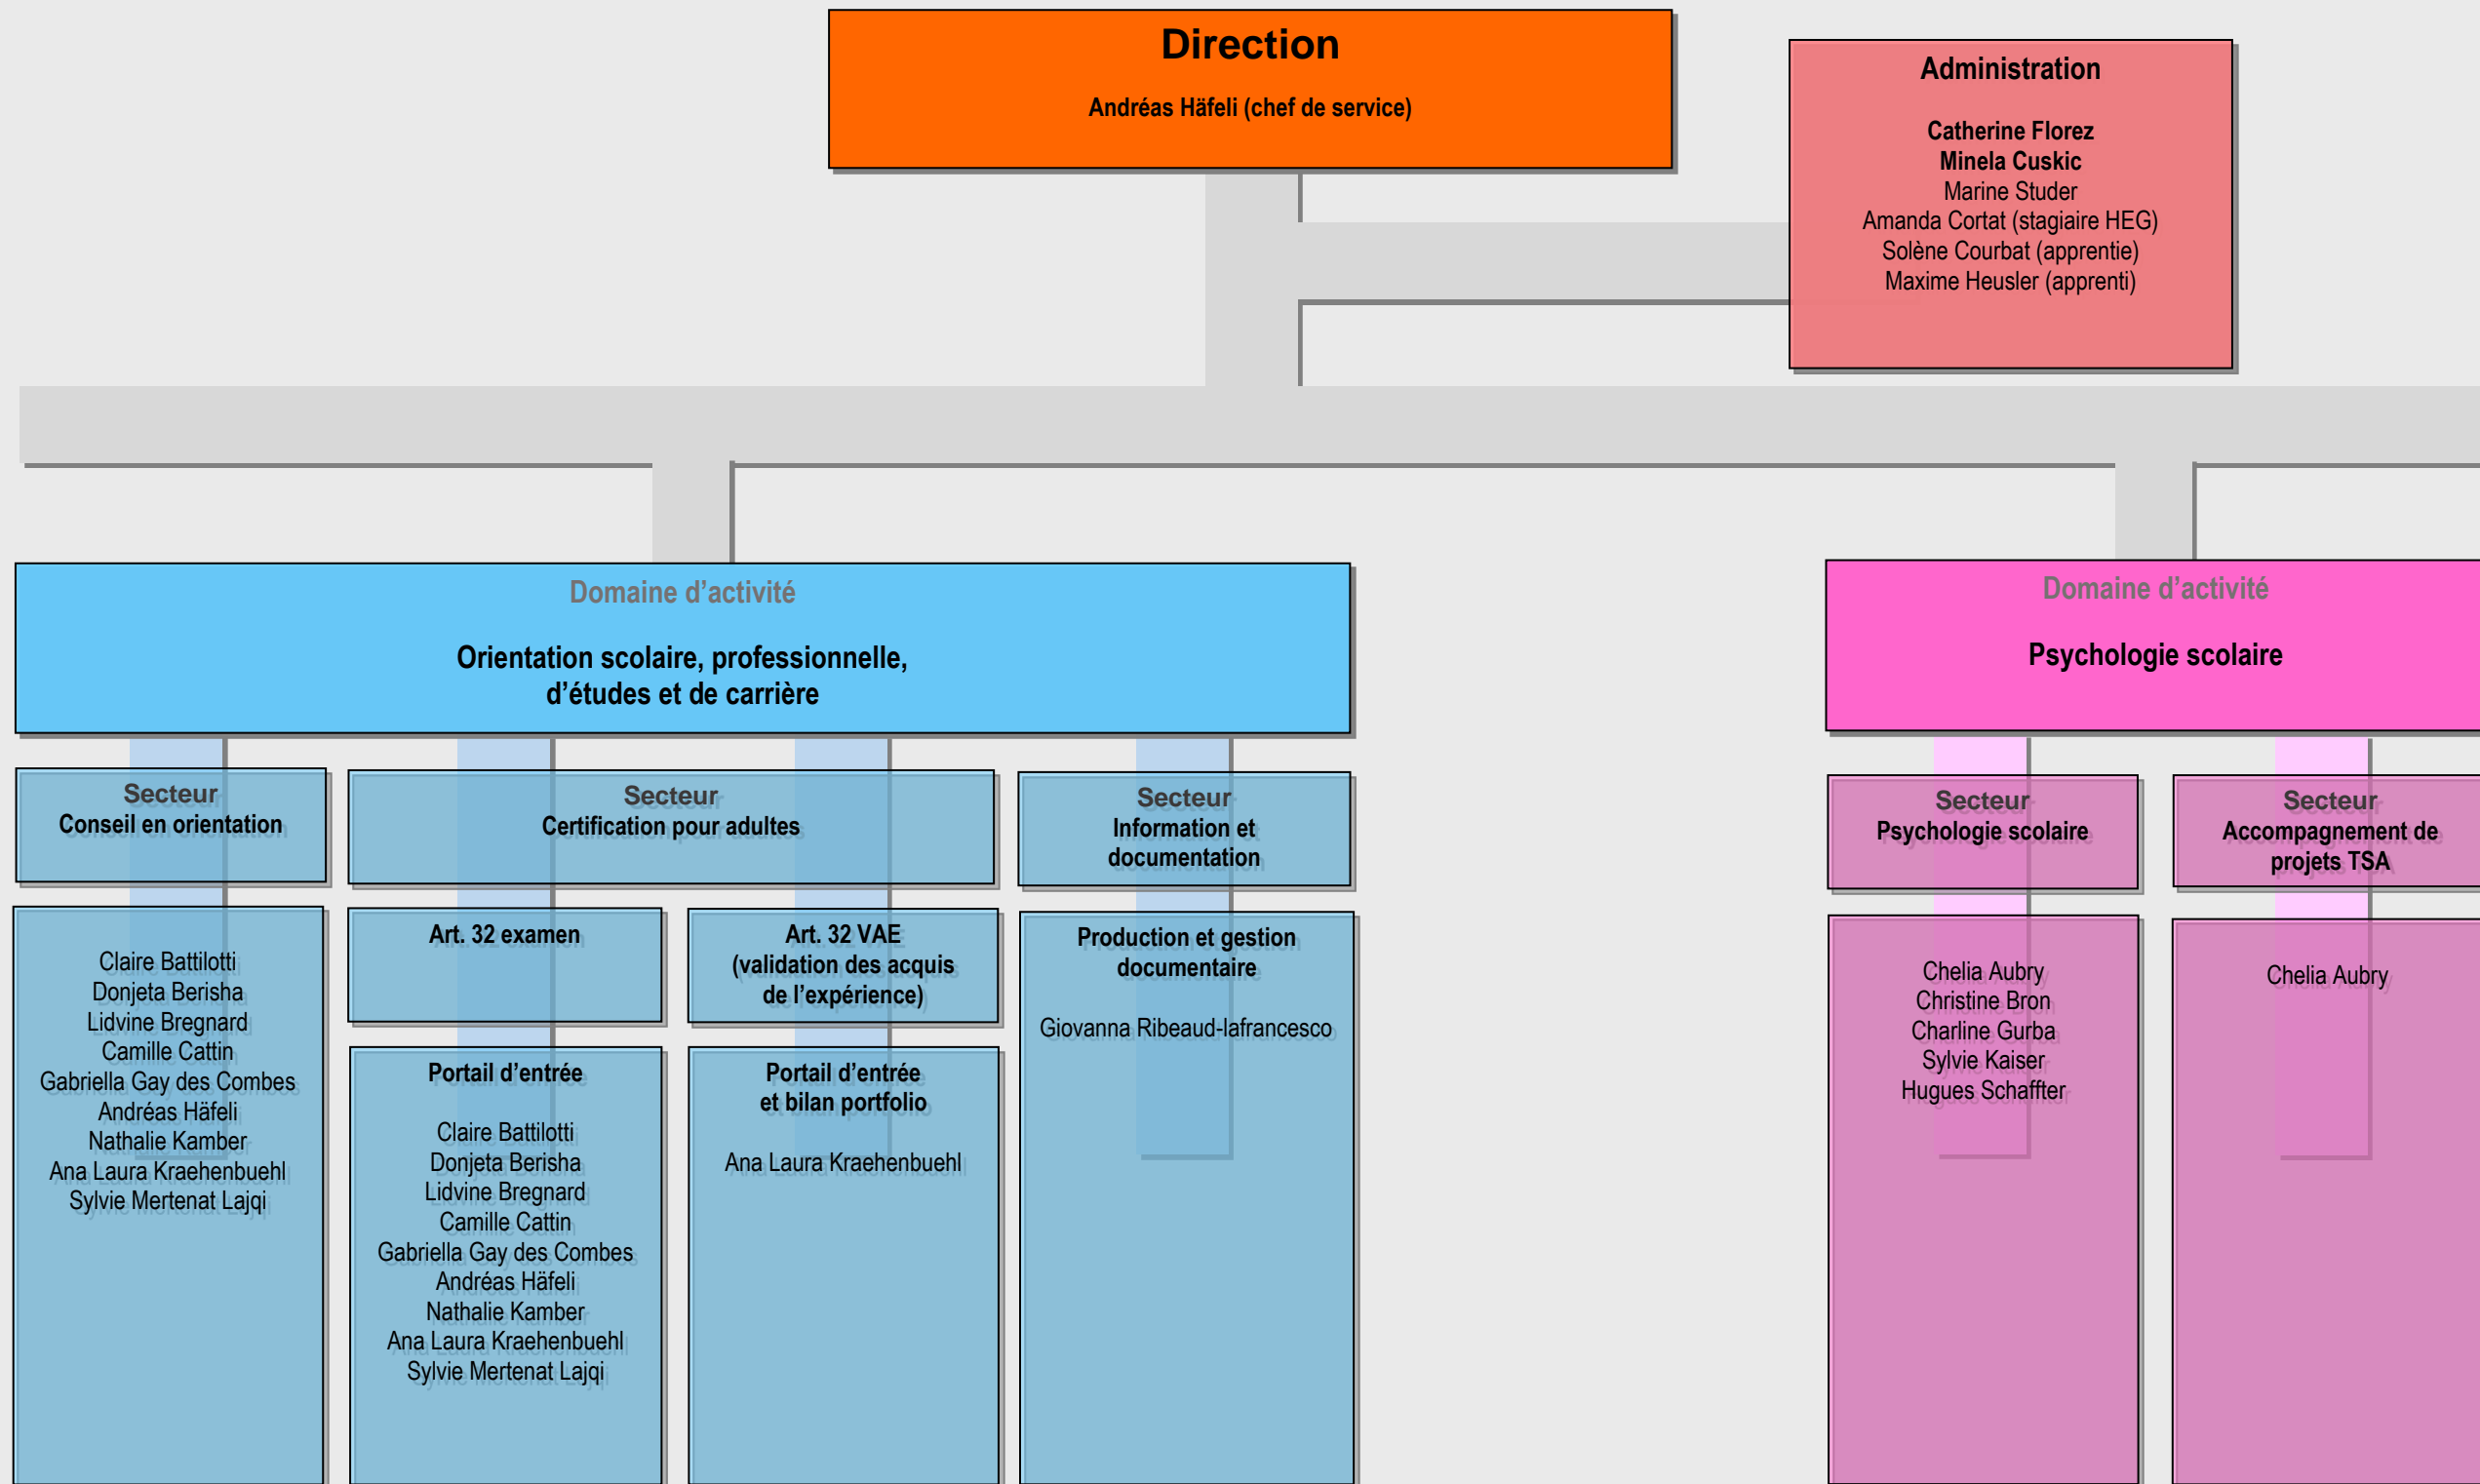 Direction
Andréas Häfeli (chef de service)
Administration
Catherine Florez
Minela Cuskic
Marine Studer
Amanda Cortat (stagiaire HEG)
Solène Courbat (apprentie)
Maxime Heusler (apprenti)
Domaine d’activité
Orientation scolaire, professionnelle,
d’études et de carrière
Secteur
Conseil en orientation
Claire Battilotti
Donjeta Berisha
Lidvine Bregnard
Camille Cattin
Gabriella Gay des Combes
Andréas Häfeli
Nathalie Kamber
Ana Laura Kraehenbuehl
Sylvie Mertenat Lajqi
Secteur
Certification pour adultes
Art. 32 examen
Portail d’entrée
Claire Battilotti
Donjeta Berisha
Lidvine Bregnard
Camille Cattin
Gabriella Gay des Combes
Andréas Häfeli
Nathalie Kamber
Ana Laura Kraehenbuehl
Sylvie Mertenat Lajqi
Art. 32 VAE
(validation des acquis
de l’expérience)
Portail d’entrée
et bilan portfolio
Ana Laura Kraehenbuehl
Secteur
Information et
documentation
Production et gestion
documentaire
Giovanna Ribeaud-Iafrancesco
Domaine d’activité
Psychologie scolaire
Secteur
Psychologie scolaire
Chelia Aubry
Christine Bron
Charline Gurba
Sylvie Kaiser
Hugues Schaffter
Secteur
Accompagnement de
projets TSA
Chelia Aubry